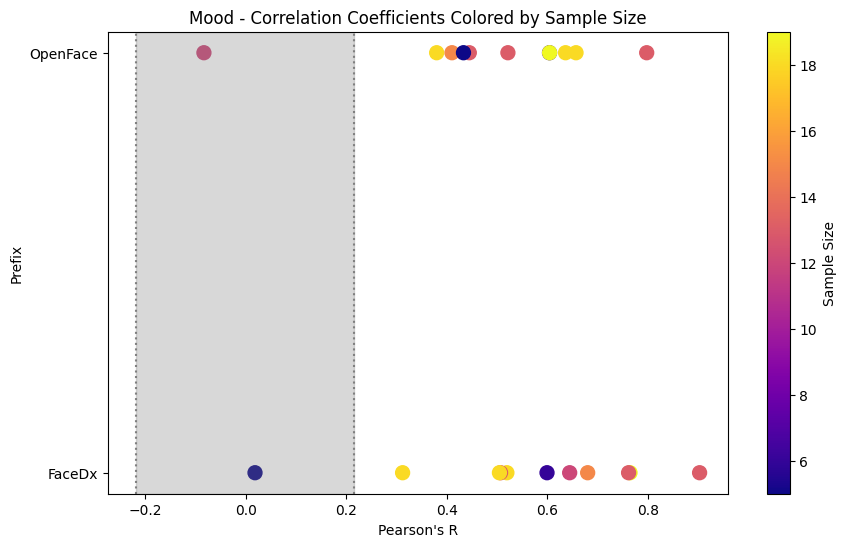 Mood - Correlation Coefficients Colored by Sample Size
OpenFace
FaceDx
Prefix
−0.2
0.0
0.2
0.4
0.6
0.8
Pearson's R
18
16
14
12
10
8
6
Sample Size